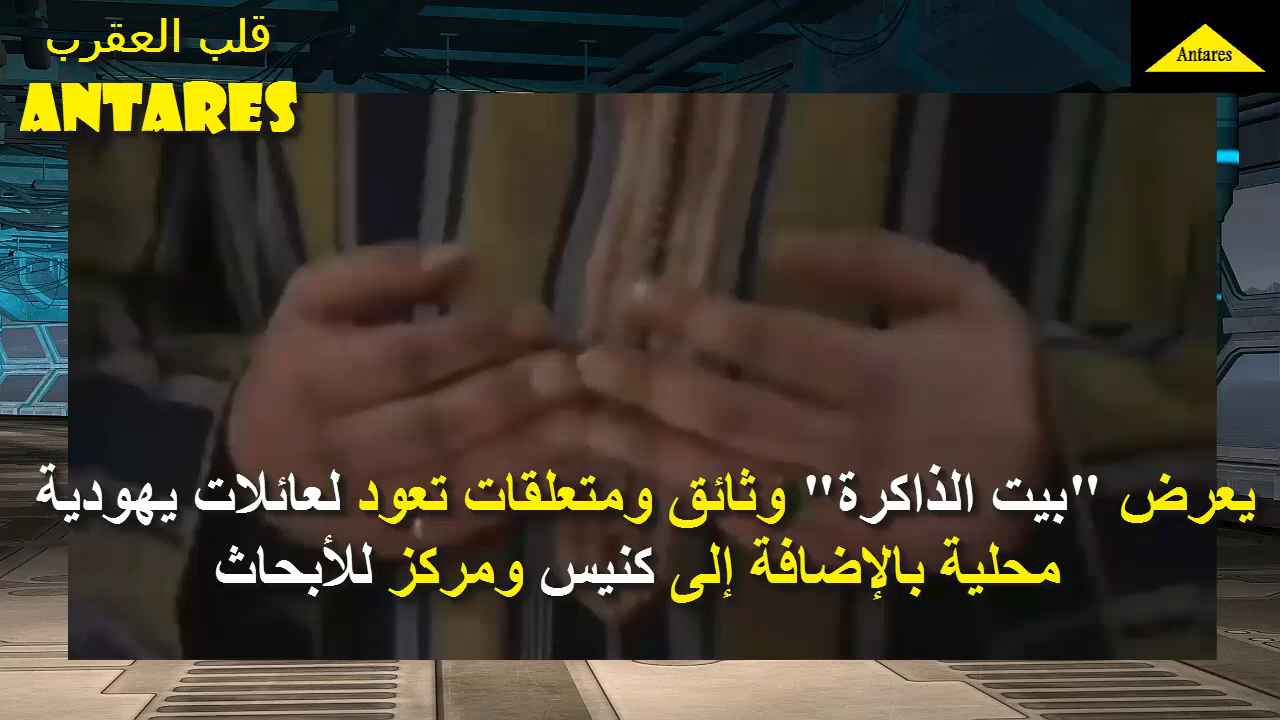 قلب العقرب
ANTARES
Antares
يعرض "بيت الذاكرة" وثائق ومتعلقات تعود لعائلات يهودية
محلية بالإضافة إلى كنيس ومركز للأبحاث